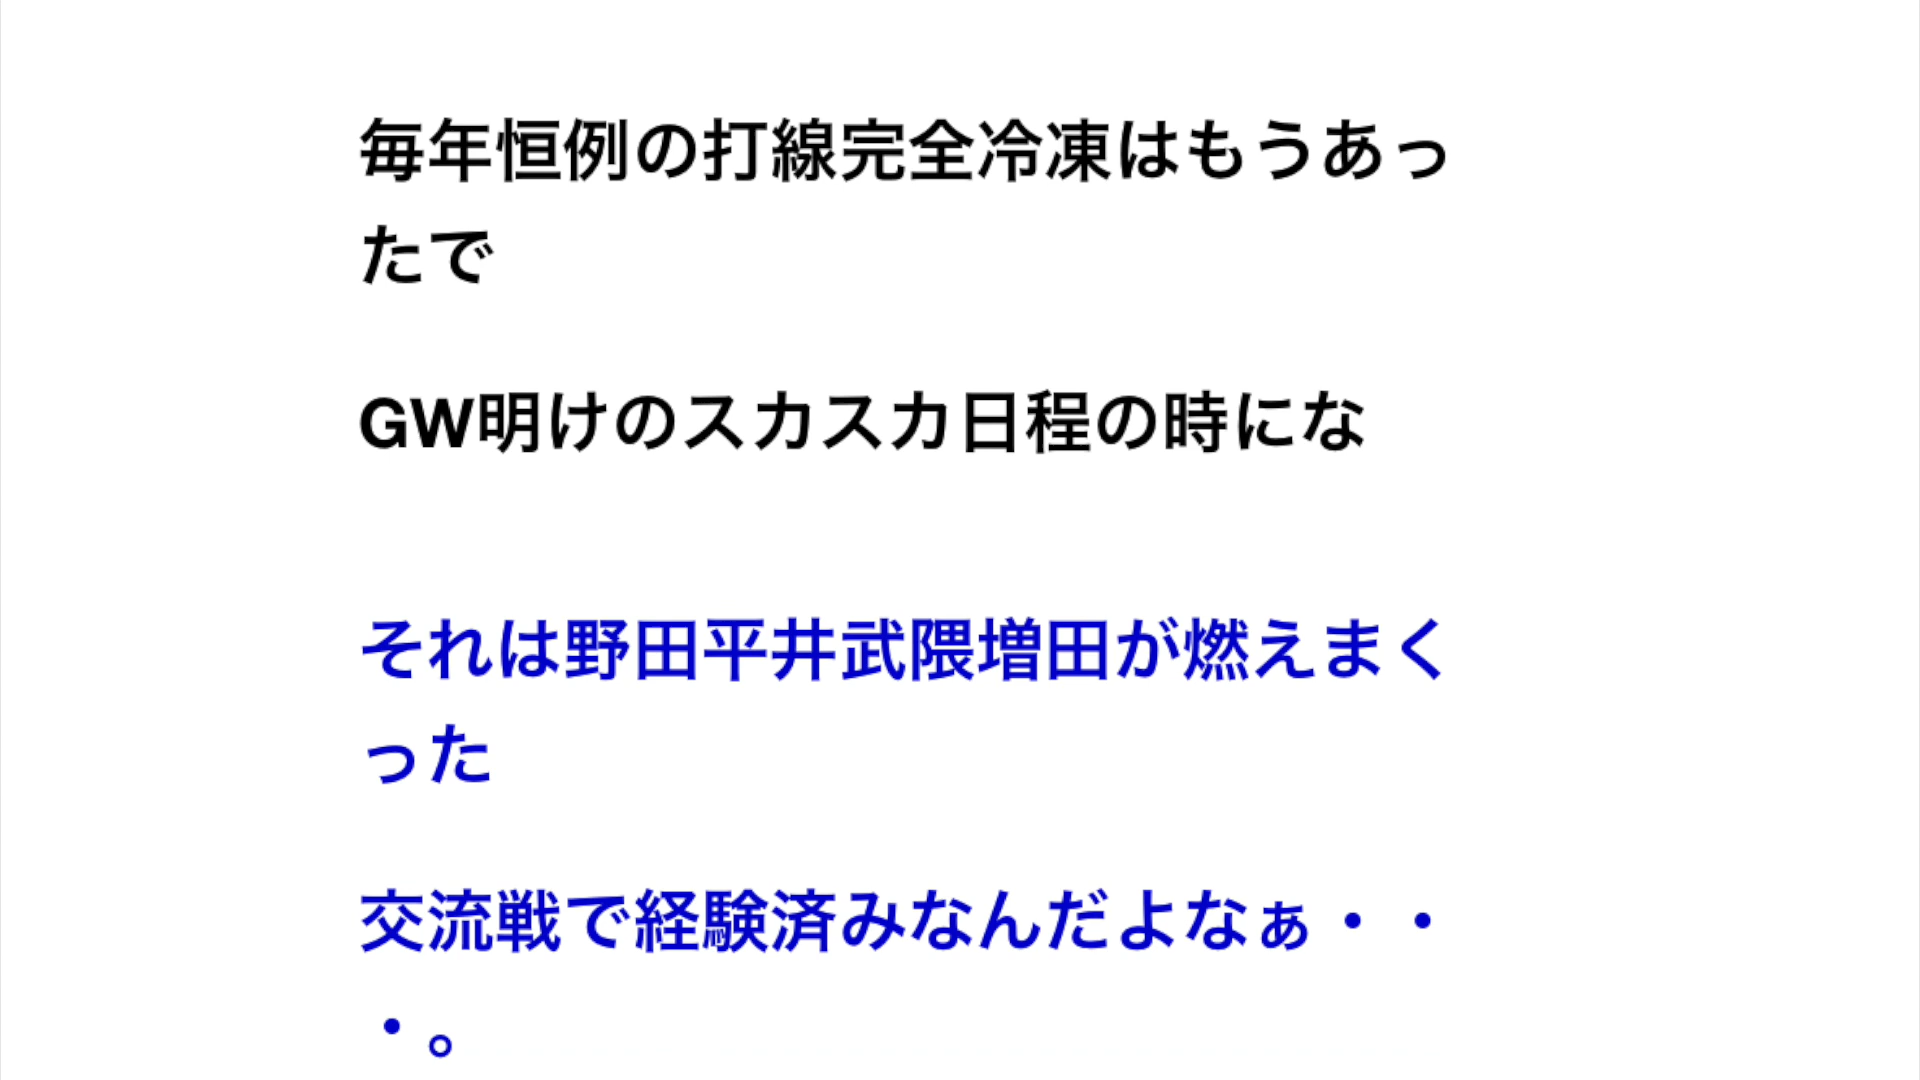 毎年恒例の打線完全冷凍はもうあっ
たで
GW明けのスカスカ日程の時にな
それは野田平井武隈増田が燃えまく
った
交流戦で経験済みなんだよなぁ・・
・。